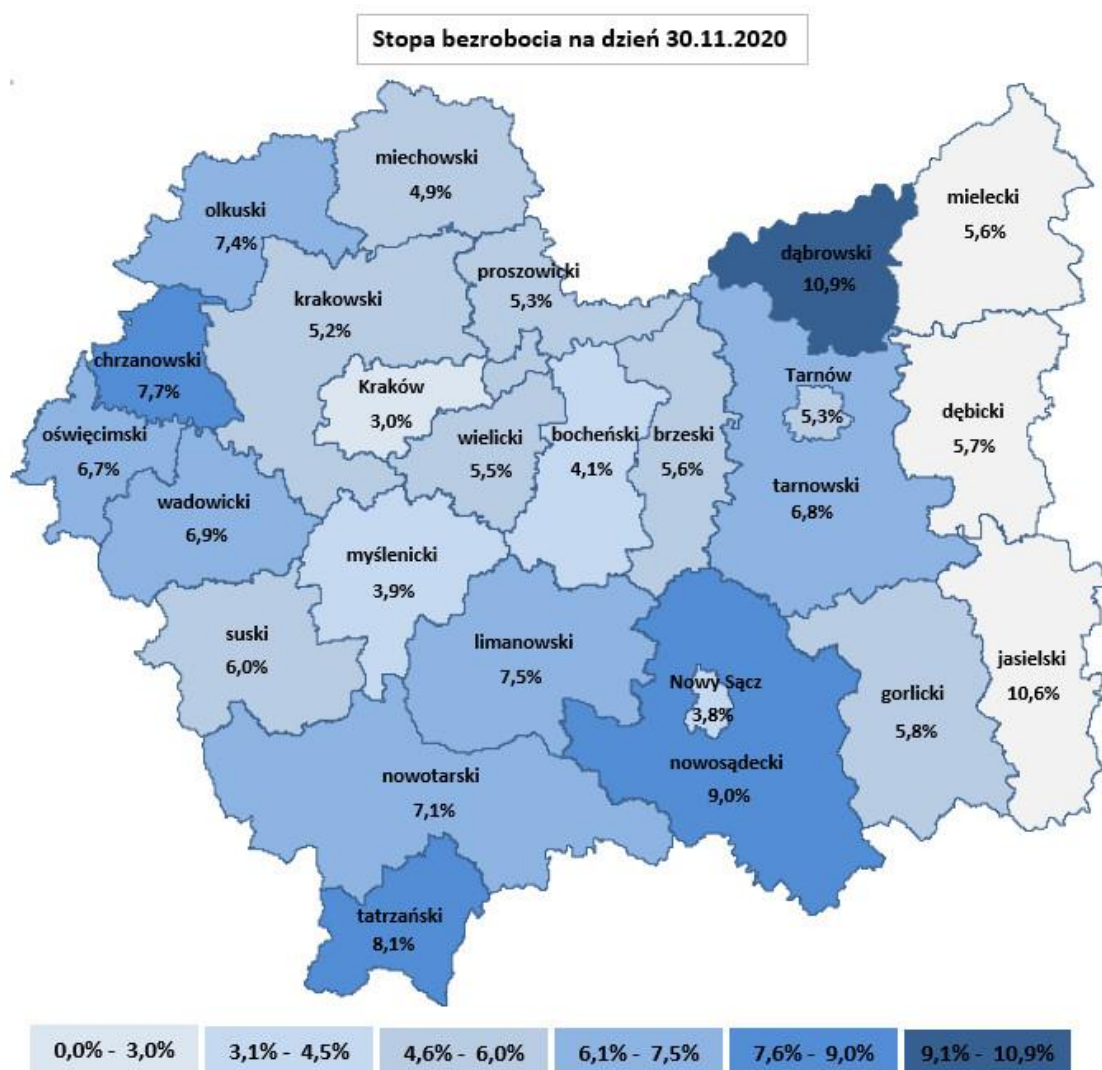 Stopa bezrobocia na dzień 30.11.2020
miechowski
4,9%
olkuski
7,4%
mielecki
5,6%
dąbrowski
10,9%
proszowicki
5,3%
krakowski
5,2%
chrzanowski
7,7%
Kraków
3,0%
Tarnów
5,3%
dębicki
5,7%
oświęcimski
6,7%
wielicki
5,5%
bocheński
4,1%
brzeski
5,6%
tarnowski
6,8%
wadowicki
6,9%
myślenicki
3,9%
suski
6,0%
limanowski
7,5%
Nowy Sącz
3,8%
jasielski
10,6%
gorlicki
5,8%
nowosądecki
9,0%
nowotarski
7,1%
tatrzański
8,1%
0,0% - 3,0% 3,1% - 4,5% 4,6% - 6,0% 6,1% - 7,5% 7,6% - 9,0% 9,1% - 10,9%